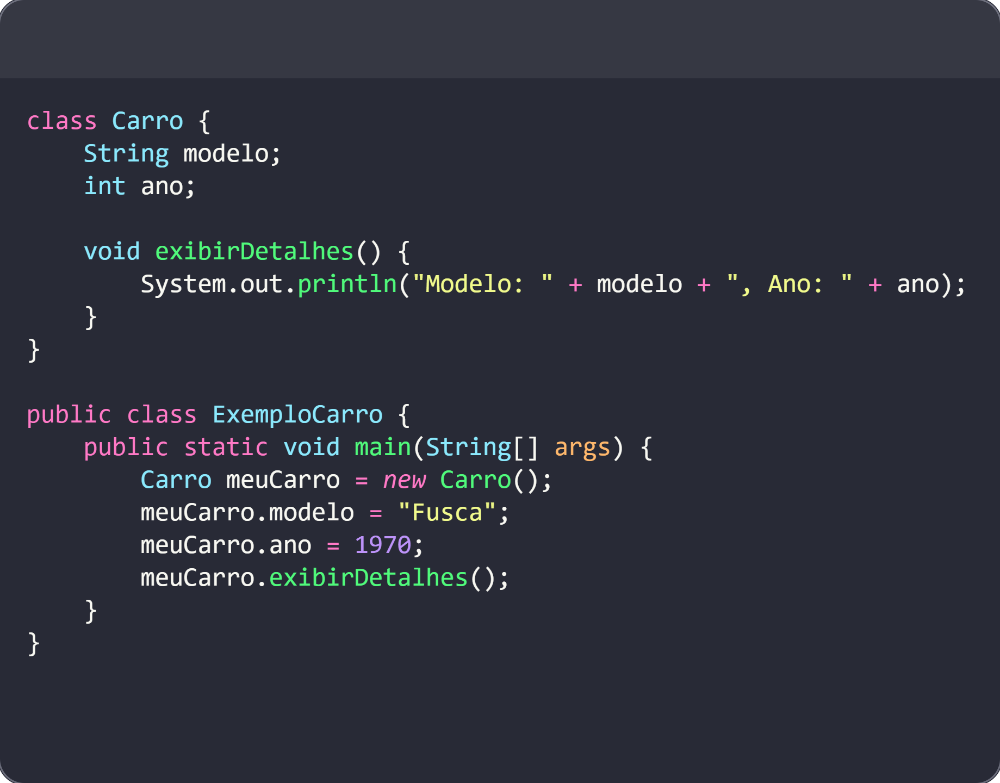 class Carro {
    String modelo;
    int ano;

    void exibirDetalhes() {
        System.out.println("Modelo: " + modelo + ", Ano: " + ano);
    }
}

public class ExemploCarro {
    public static void main(String[] args) {
        Carro meuCarro = new Carro();
        meuCarro.modelo = "Fusca";
        meuCarro.ano = 1970;
        meuCarro.exibirDetalhes();
    }
}